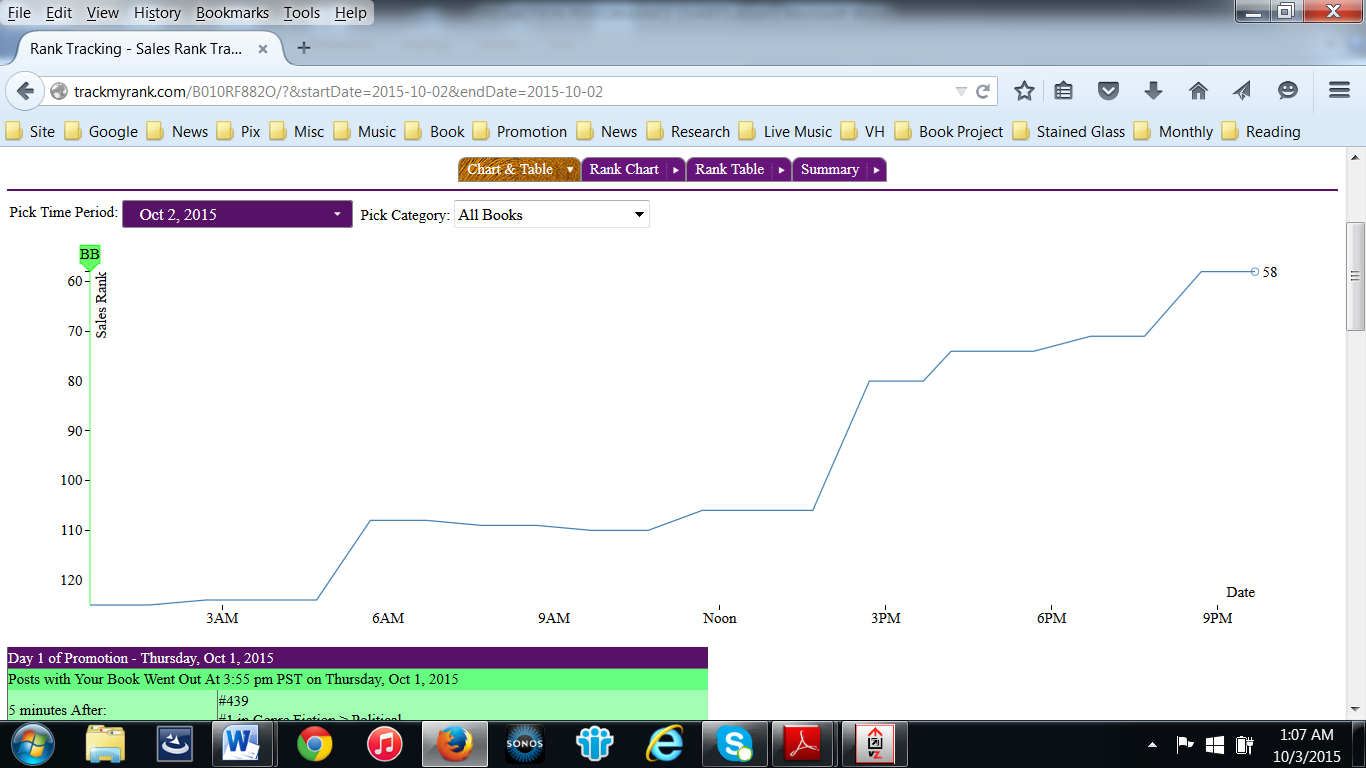 File Edit View History Bookmarks Tools Help
Rank Tracking - Sales Rank Tra...
trackmyrank.com/B010RF882O/?&startDate=2015-10-02&endDate=2015-10-02
Site Google News Pix Misc Music Book Promotion News Research Live Music VH Book Project Stained Glass Monthly Reading
Chart & Table Rank Chart Rank Table Summary
Pick Time Period: Oct 2, 2015 Pick Category: All Books
BB
Sales Rank
58
60
70
80
90
100
110
120
Date
3AM 6AM 9AM Noon 3PM 6PM 9PM
Day 1 of Promotion - Thursday, Oct 1, 2015
Posts with Your Book Went Out At 3:55 pm PST on Thursday, Oct 1, 2015
#439
5 minutes After:
#1 in Genre Fiction > Political
W SONOS S VZ
1:07 AM
10/3/2015